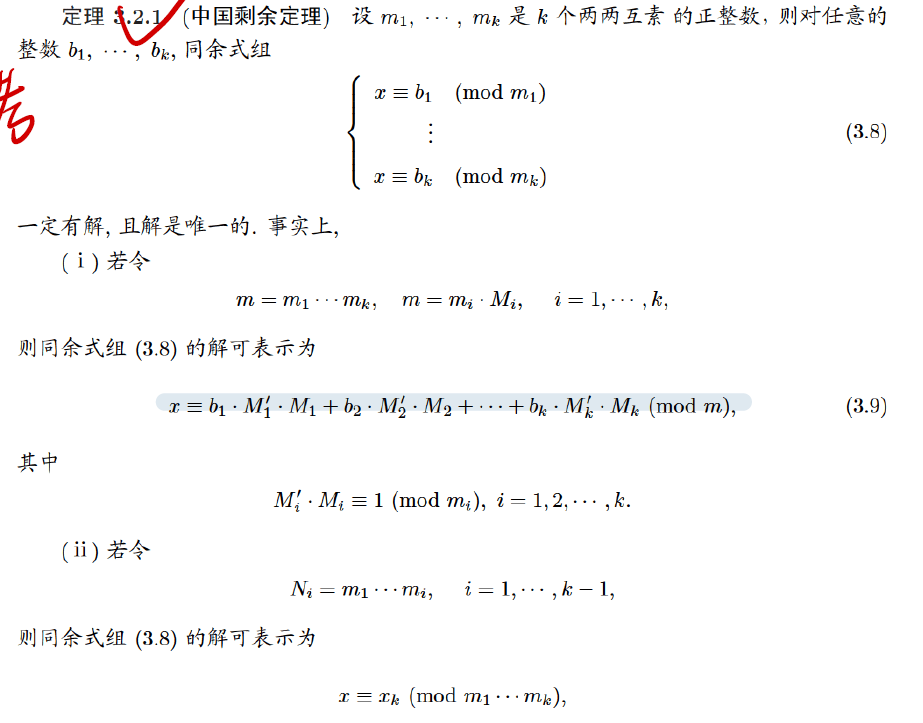 定理 3.2.1 (中国剩余定理) 设 m₁, ⋯, mₖ 是 k 个两两互素 的正整数, 则对任意的
整数 b₁, ⋯, bₖ, 同余式组
x ≡ b₁ (mod m₁)
⋮
x ≡ bₖ (mod mₖ)
(3.8)
一定有解, 且解是唯一的. 事实上,
(ⅰ) 若令
m = m₁ ⋯ mₖ, m = mᵢ · Mᵢ, i = 1, ⋯ , k,
则同余式组 (3.8) 的解可表示为
x ≡ b₁ · M′₁ · M₁ + b₂ · M′₂ · M₂ + ⋯ + bₖ · M′ₖ · Mₖ (mod m), (3.9)
其中
M′ᵢ · Mᵢ ≡ 1 (mod mᵢ), i = 1, 2, ⋯ , k.
(ⅱ) 若令
Nᵢ = m₁ ⋯ mᵢ, i = 1, ⋯ , k − 1,
则同余式组 (3.8) 的解可表示为
x ≡ xₖ (mod m₁ ⋯ mₖ),